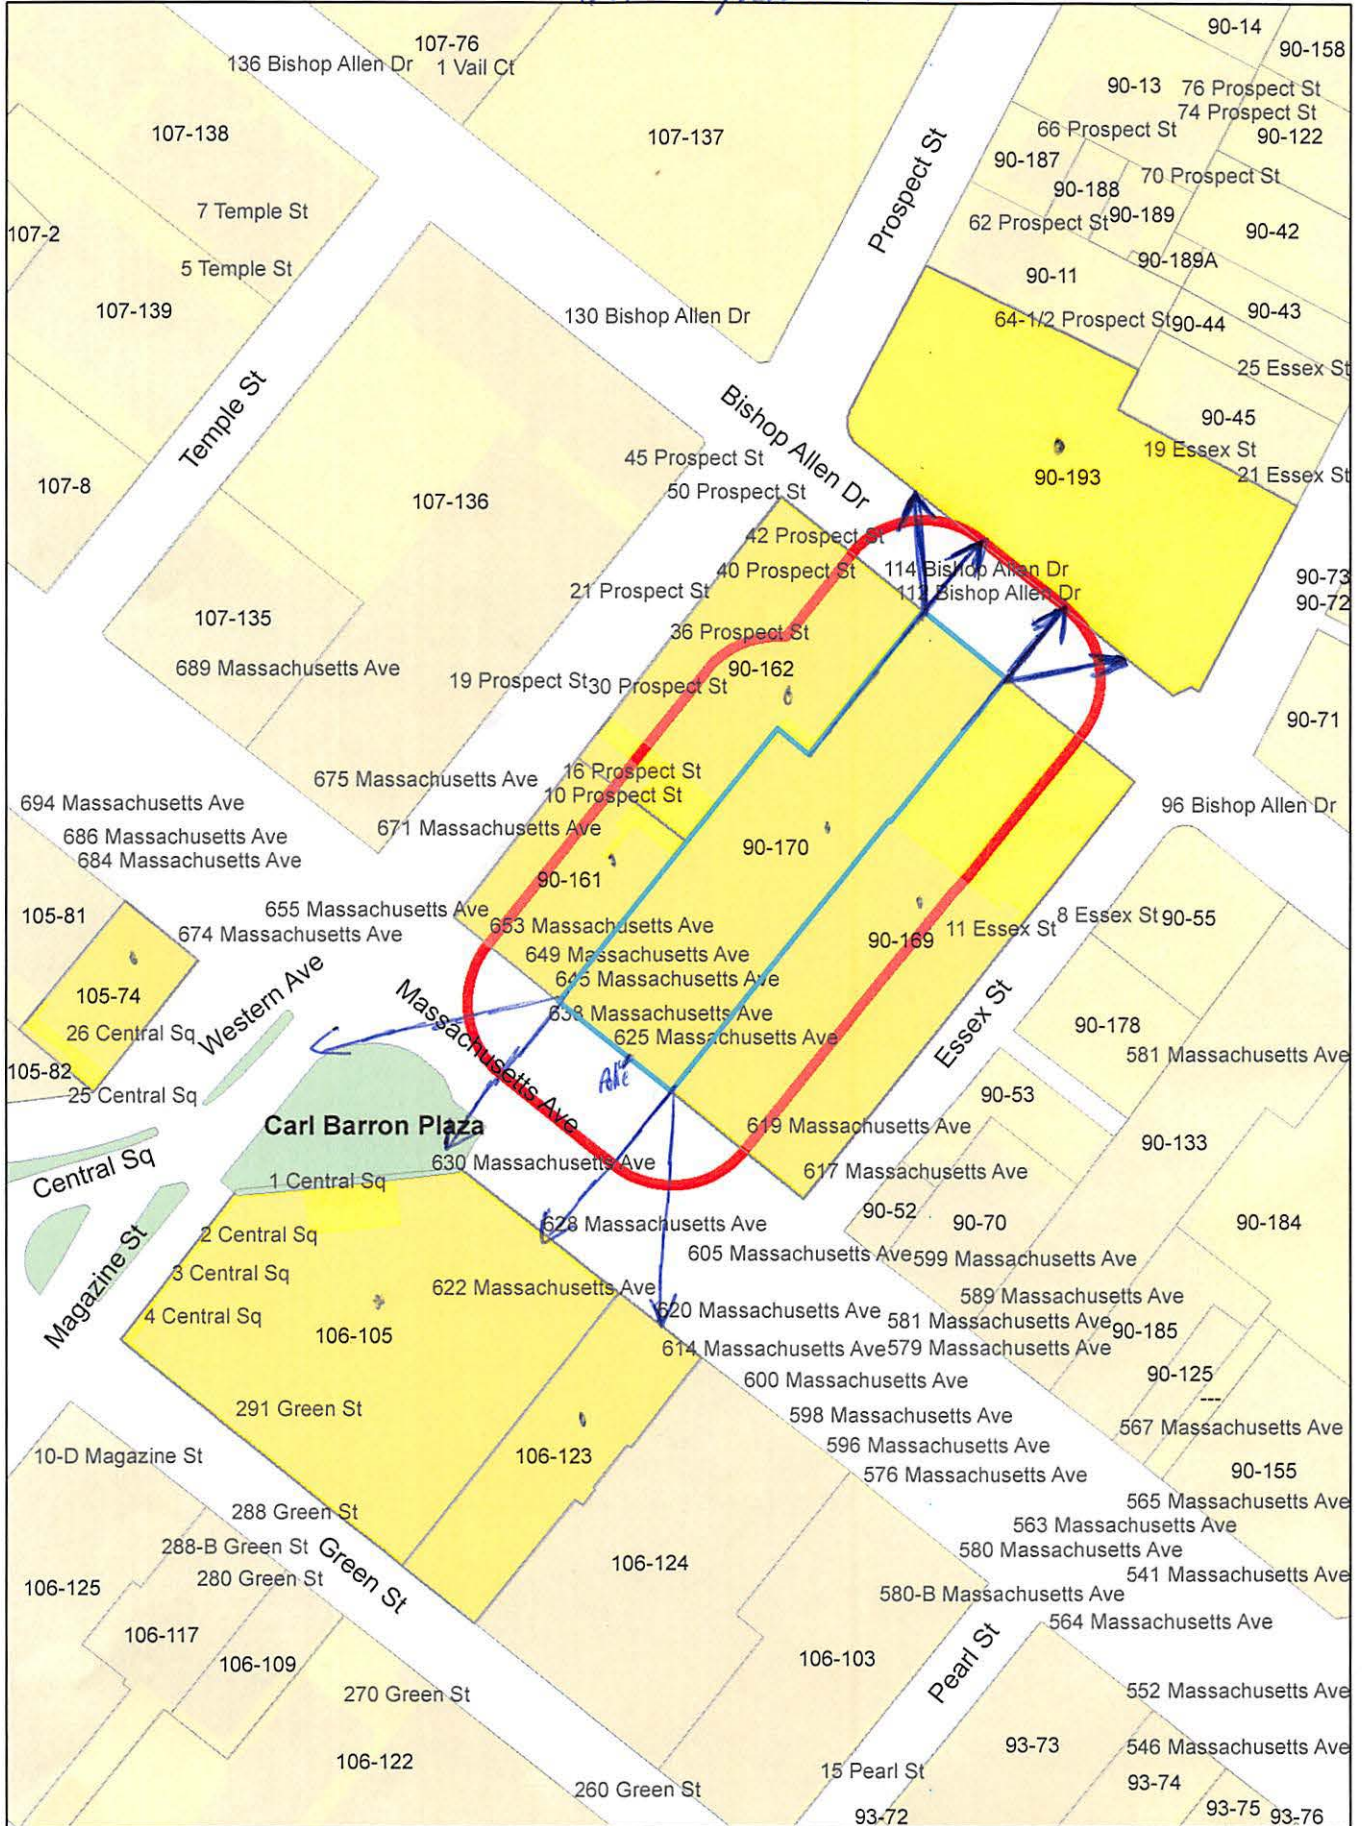 90-14
90-158
107-76
136 Bishop Allen Dr
1 Vail Ct
90-13
76 Prospect St
74 Prospect St
107-138
107-137
66 Prospect St
90-122
Prospect St
90-187
90-188
70 Prospect St
7 Temple St
62 Prospect St
90-189
107-2
90-42
5 Temple St
90-189A
90-11
107-139
130 Bishop Allen Dr
64-1/2 Prospect St
90-44
90-43
25 Essex St
Temple St
Bishop Allen Dr
90-45
45 Prospect St
19 Essex St
107-8
107-136
50 Prospect St
90-193
21 Essex St
42 Prospect St
40 Prospect St
114 Bishop Allen Dr
90-73
21 Prospect St
112 Bishop Allen Dr
90-72
107-135
36 Prospect St
689 Massachusetts Ave
90-162
19 Prospect St
30 Prospect St
90-71
675 Massachusetts Ave
16 Prospect St
10 Prospect St
694 Massachusetts Ave
96 Bishop Allen Dr
686 Massachusetts Ave
671 Massachusetts Ave
684 Massachusetts Ave
90-170
90-161
105-81
655 Massachusetts Ave
8 Essex St
90-55
674 Massachusetts Ave
653 Massachusetts Ave
90-169
11 Essex St
649 Massachusetts Ave
645 Massachusetts Ave
105-74
Western Ave
Massachusetts Ave
638 Massachusetts Ave
Essex St
26 Central Sq
625 Massachusetts Ave
90-178
581 Massachusetts Ave
105-82
25 Central Sq
90-53
Carl Barron Plaza
619 Massachusetts Ave
90-133
Central Sq
630 Massachusetts Ave
617 Massachusetts Ave
1 Central Sq
90-52
90-70
90-184
2 Central Sq
628 Massachusetts Ave
605 Massachusetts Ave
599 Massachusetts Ave
Magazine St
3 Central Sq
622 Massachusetts Ave
589 Massachusetts Ave
4 Central Sq
620 Massachusetts Ave
581 Massachusetts Ave
90-185
106-105
614 Massachusetts Ave
579 Massachusetts Ave
600 Massachusetts Ave
90-125
---
291 Green St
598 Massachusetts Ave
567 Massachusetts Ave
10-D Magazine St
106-123
596 Massachusetts Ave
576 Massachusetts Ave
90-155
288 Green St
565 Massachusetts Ave
563 Massachusetts Ave
288-B Green St
Green St
106-124
580 Massachusetts Ave
106-125
280 Green St
541 Massachusetts Ave
580-B Massachusetts Ave
564 Massachusetts Ave
106-117
106-109
106-103
Pearl St
270 Green St
552 Massachusetts Ave
106-122
93-73
546 Massachusetts Ave
260 Green St
15 Pearl St
93-74
93-72
93-75
93-76